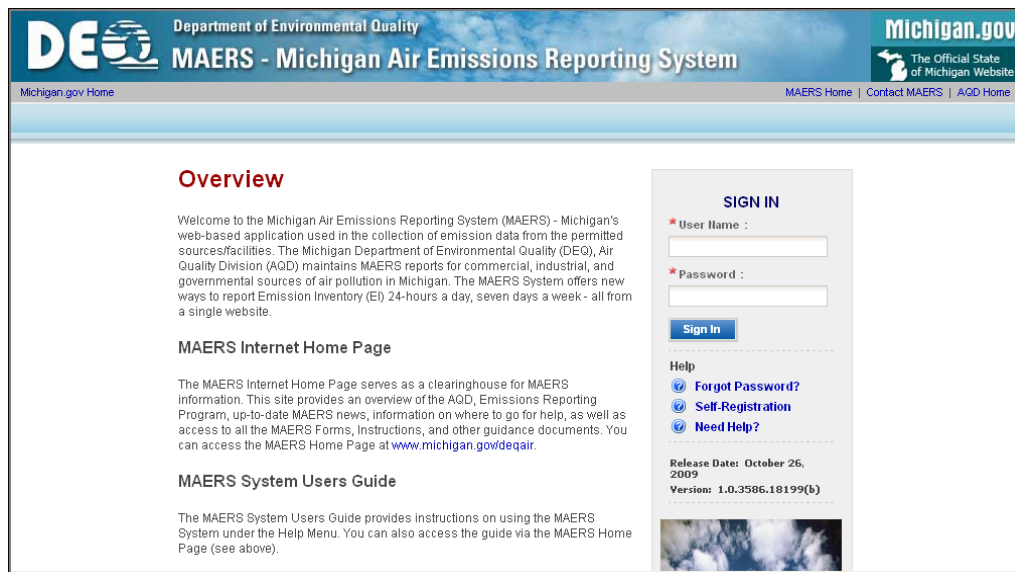 DEQ
Department of Environmental Quality
MAERS - Michigan Air Emissions Reporting System
Michigan.gov
The Official State
of Michigan Website
Michigan.gov Home
MAERS Home | Contact MAERS | AQD Home
Overview
Welcome to the Michigan Air Emissions Reporting System (MAERS) - Michigan's
web-based application used in the collection of emission data from the permitted
sources/facilities. The Michigan Department of Environmental Quality (DEQ), Air
Quality Division (AQD) maintains MAERS reports for commercial, industrial, and
governmental sources of air pollution in Michigan. The MAERS System offers new
ways to report Emission Inventory (EI) 24-hours a day, seven days a week - all from
a single website.
MAERS Internet Home Page
The MAERS Internet Home Page serves as a clearinghouse for MAERS
information. This site provides an overview of the AQD, Emissions Reporting
Program, up-to-date MAERS news, information on where to go for help, as well as
access to all the MAERS Forms, Instructions, and other guidance documents. You
can access the MAERS Home Page at www.michigan.gov/deqair.
MAERS System Users Guide
The MAERS System Users Guide provides instructions on using the MAERS
System under the Help Menu. You can also access the guide via the MAERS Home
Page (see above).
SIGN IN
* User Name :
* Password :
Sign In
Help
Forgot Password?
Self-Registration
Need Help?
Release Date: October 26,
2009
Version: 1.0.3586.18199(b)